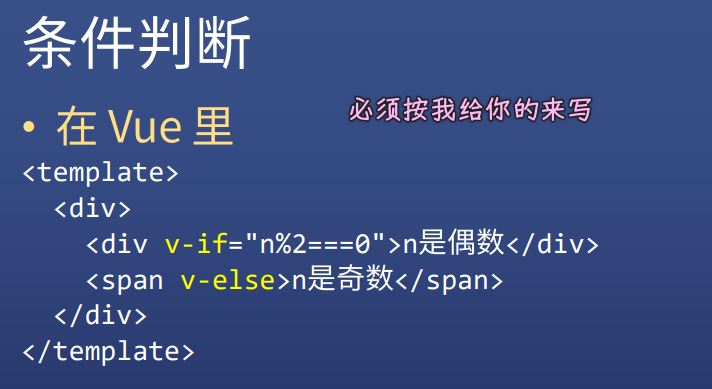 条件判断
• 在 Vue 里
必须按我给你的来写
<template>
  <div>
    <div v-if="n%2===0">n是偶数</div>
    <span v-else>n是奇数</span>
  </div>
</template>